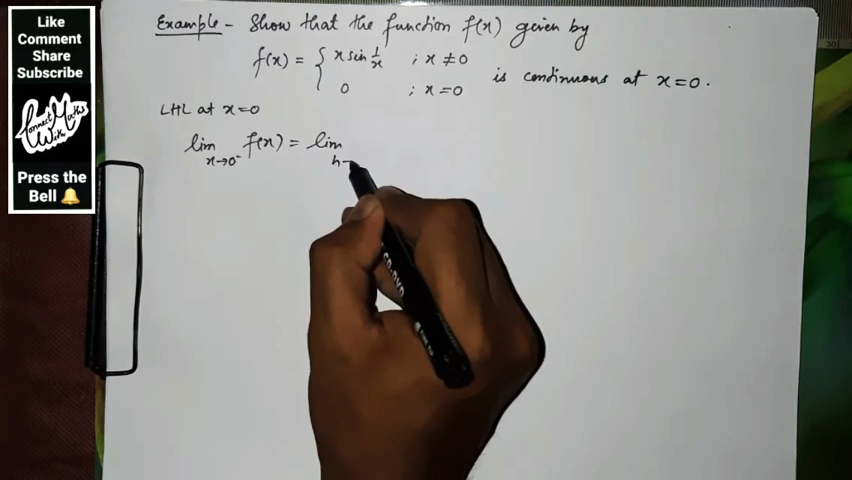 Like
Comment
Share
Subscribe
Connect
With Maths
Press the
Bell 🔔
Example - Show that the function f(x) given by
f(x) = { x sin 1/x ; x ≠ 0
0 ; x = 0
is continuous at x = 0.
LHL at x = 0
lim x→0⁻ f(x) = lim h→